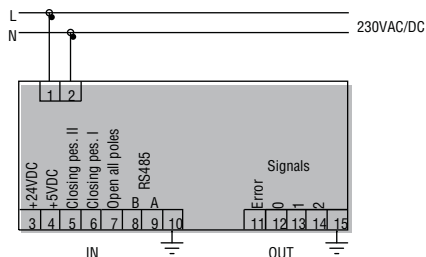 L
N
230VAC/DC
1 2
+24VDC
+5VDC
Closing pes. II
Closing pes. I
Open all poles
B
A
RS485
Signals
Error
0
1
2
3 4 5 6 7 8 9 10
11 12 13 14 15
IN
OUT